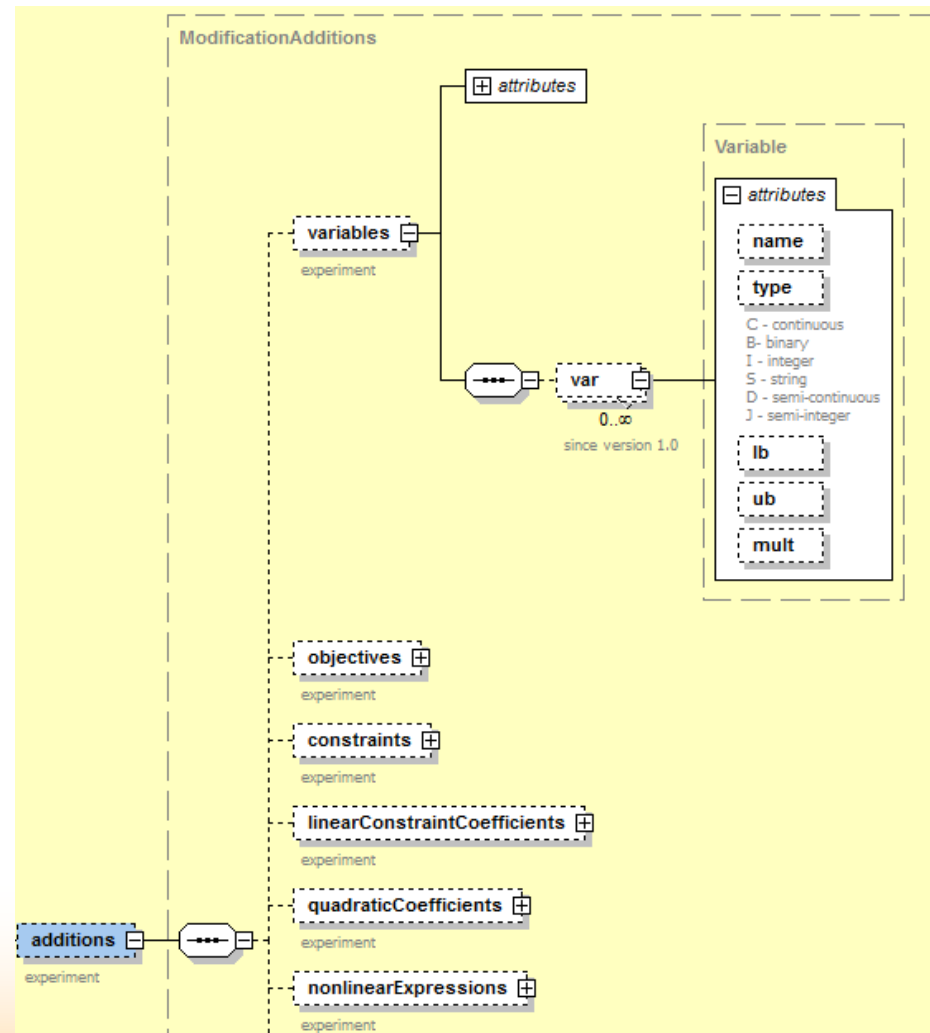 ModificationAdditions
attributes
Variable
attributes
name
variables
experiment
type
C - continuous
B- binary
I - integer
S - string
D - semi-continuous
J - semi-integer
var
0..∞
since version 1.0
lb
ub
mult
objectives
experiment
constraints
experiment
linearConstraintCoefficients
experiment
quadraticCoefficients
experiment
additions
experiment
nonlinearExpressions
experiment